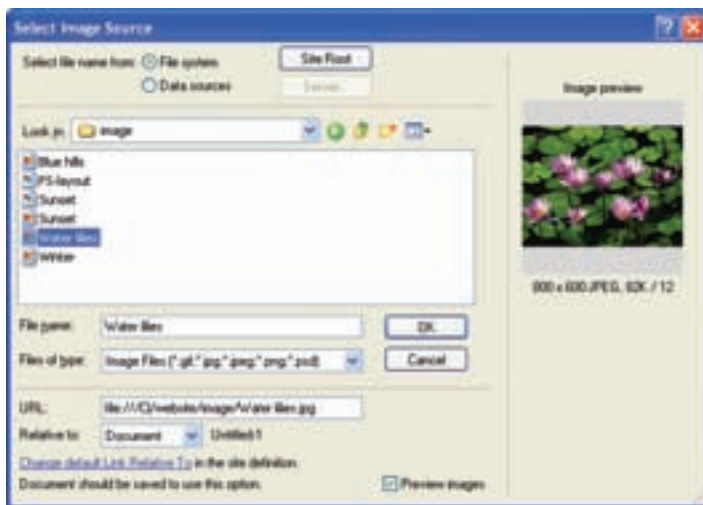 Select Image Source
Select file name from: File system
Site Root
Data sources
Server...
Image preview
Look in: image
Blue hills
PS-layout
Sunset
Sunset
Water lilies
Winter
800 x 600 JPEG, 82K / 12
File name: Water lilies
OK
Files of type: Image Files (*.gif;*.jpg;*.jpeg;*.png;*.psd)
Cancel
URL: file:///C|/website/image/Water lilies.jpg
Relative to: Document Untitled-1
Change default Link Relative To in the site definition.
Document should be saved to use this option.
Preview images